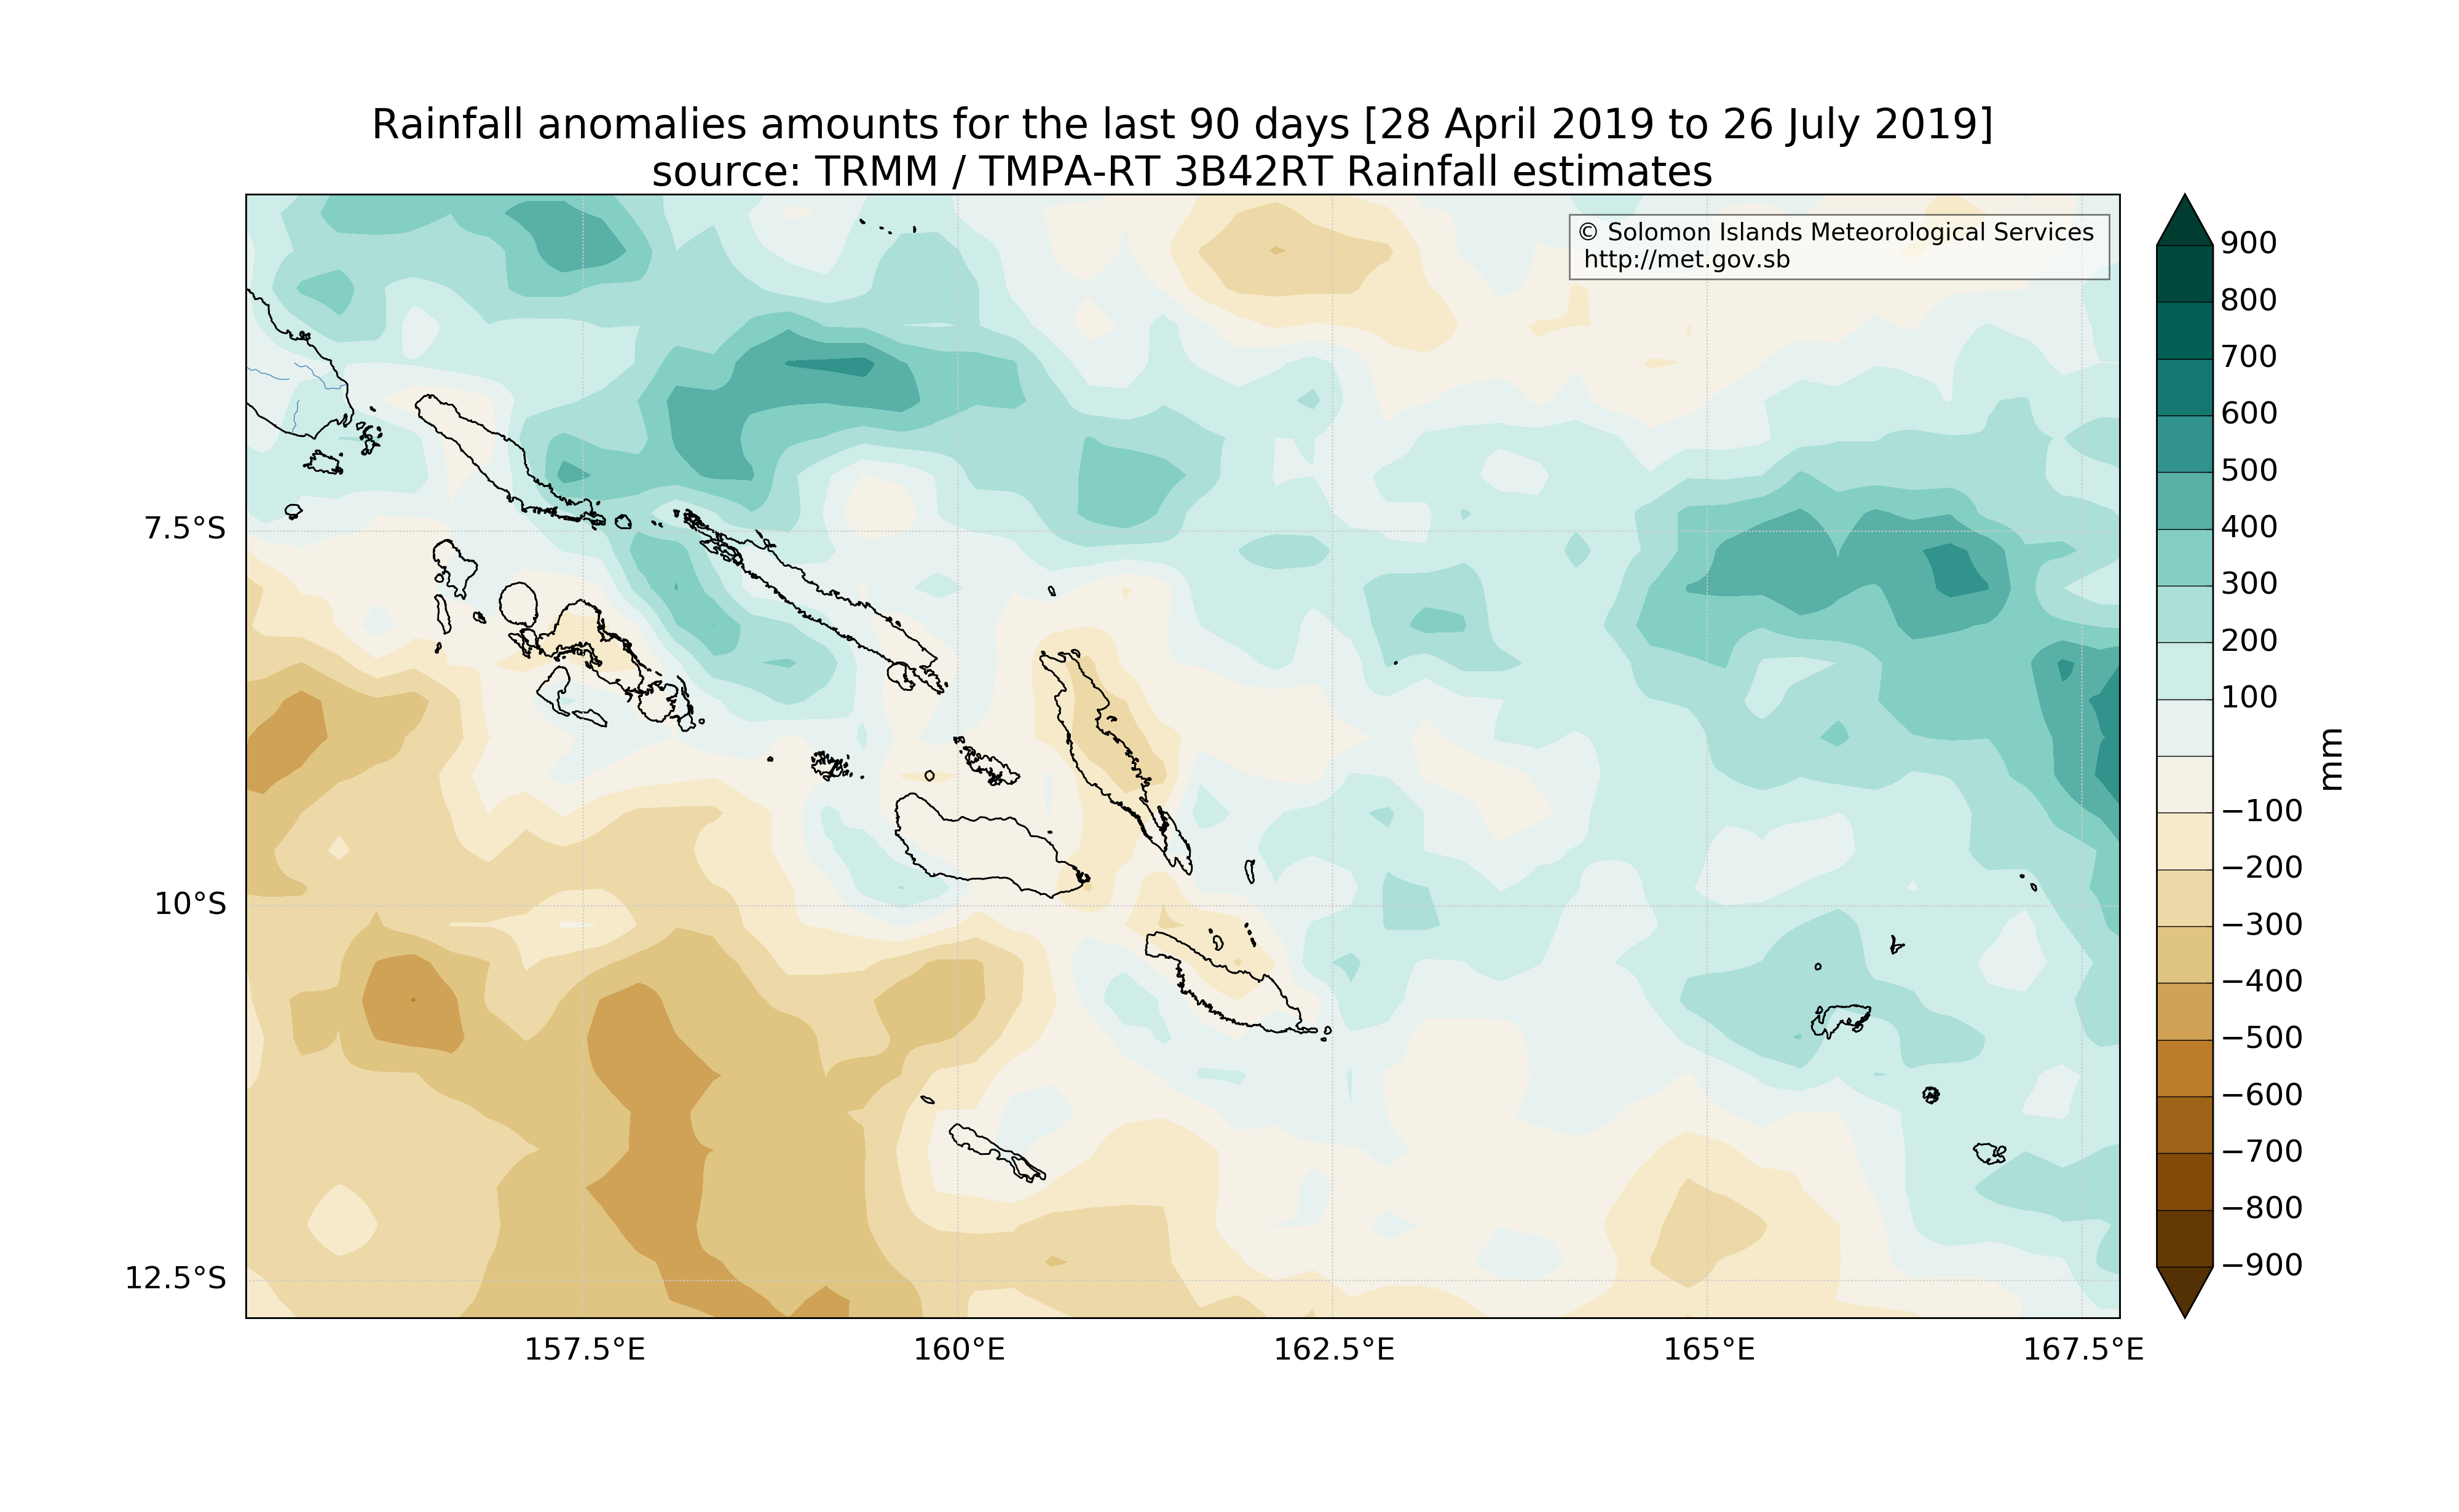 Rainfall anomalies amounts for the last 90 days [28 April 2019 to 26 July 2019]
source: TRMM / TMPA-RT 3B42RT Rainfall estimates
© Solomon Islands Meteorological Services
http://met.gov.sb
7.5°S
10°S
12.5°S
157.5°E
160°E
162.5°E
165°E
167.5°E
900
800
700
600
500
400
300
200
100
−100
−200
−300
−400
−500
−600
−700
−800
−900
mm